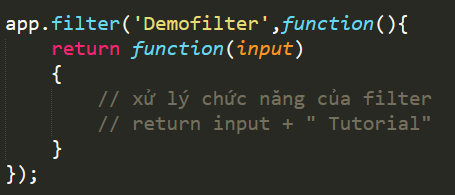 app.filter('Demofilter',function(){
    return function(input)
    {
        // xử lý chức năng của filter
        // return input + " Tutorial"
    }
});